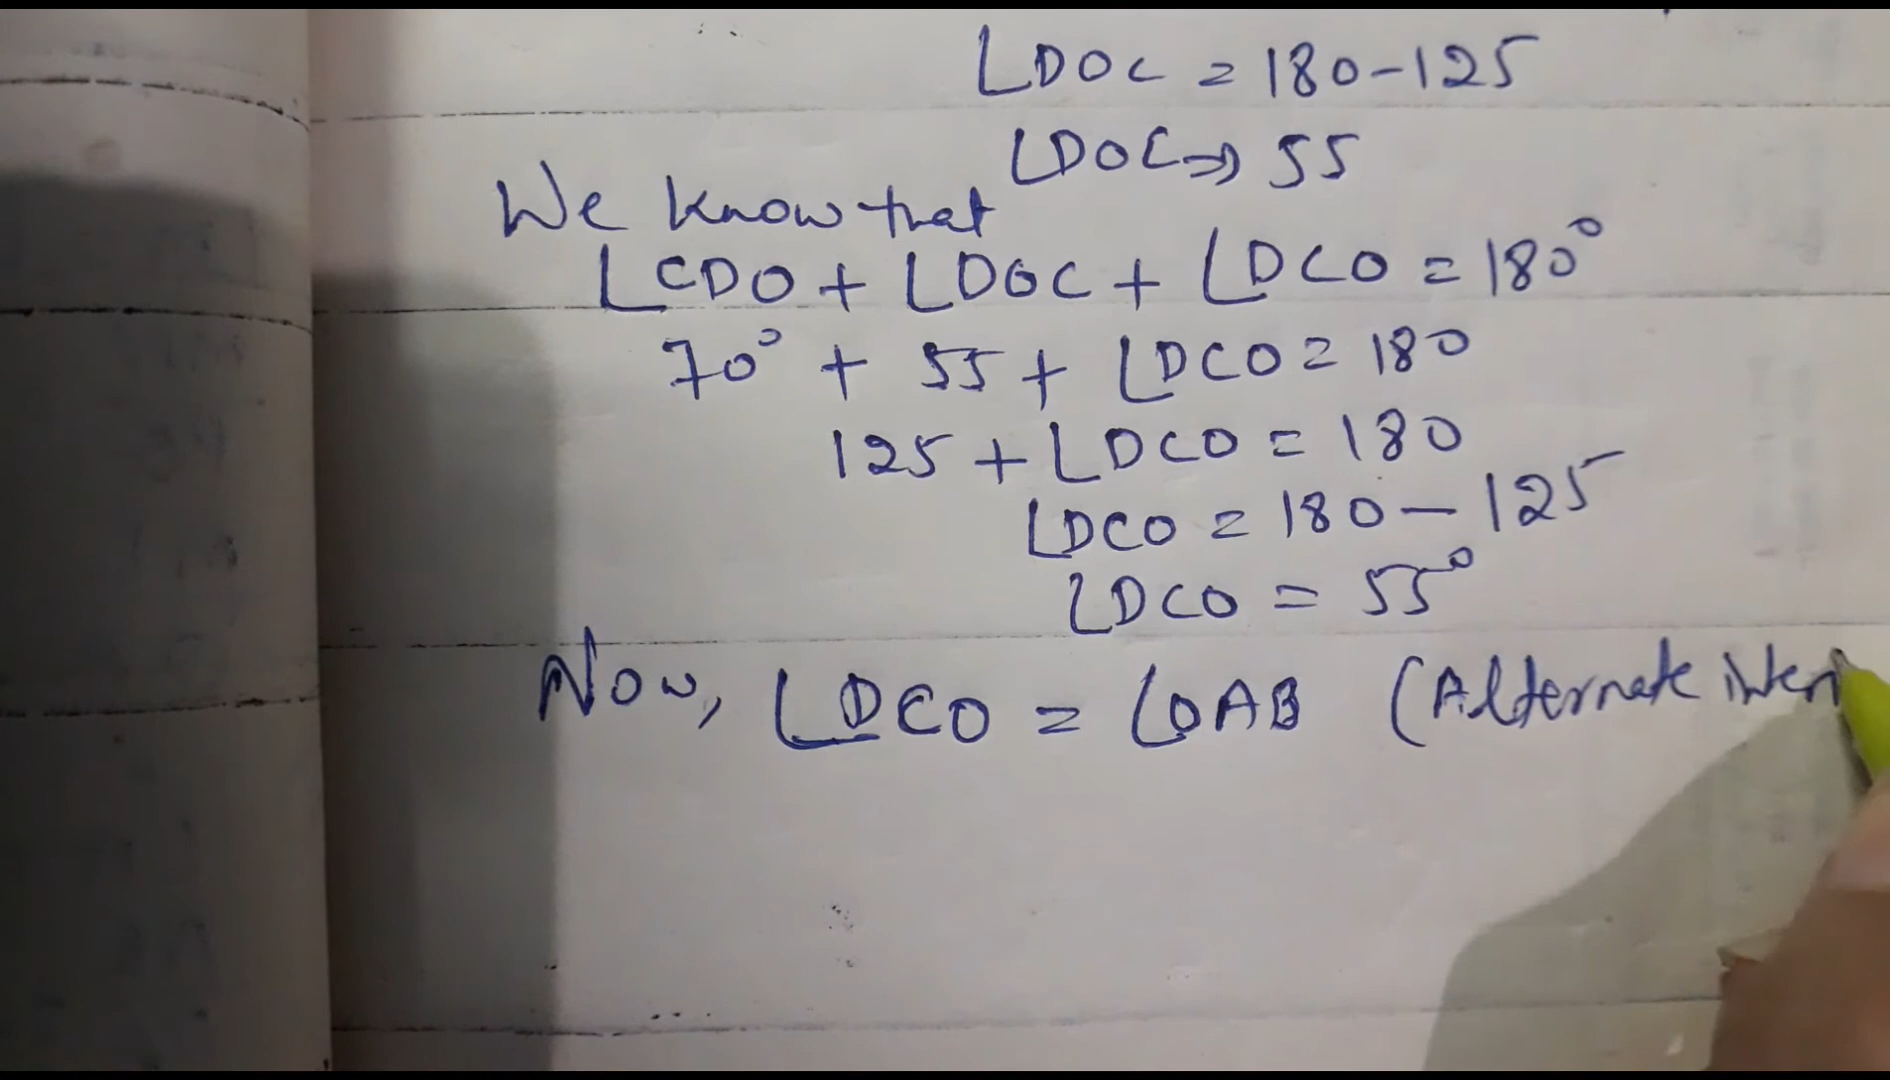 ∠DOC = 180-125
∠DOC ⇒ 55
We know that
∠CDO + ∠DOC + ∠DCO = 180°
70° + 55 + ∠DCO = 180
125 + ∠DCO = 180
∠DCO = 180 - 125
∠DCO = 55°
Now, ∠DCO = ∠OAB (Alternate interi